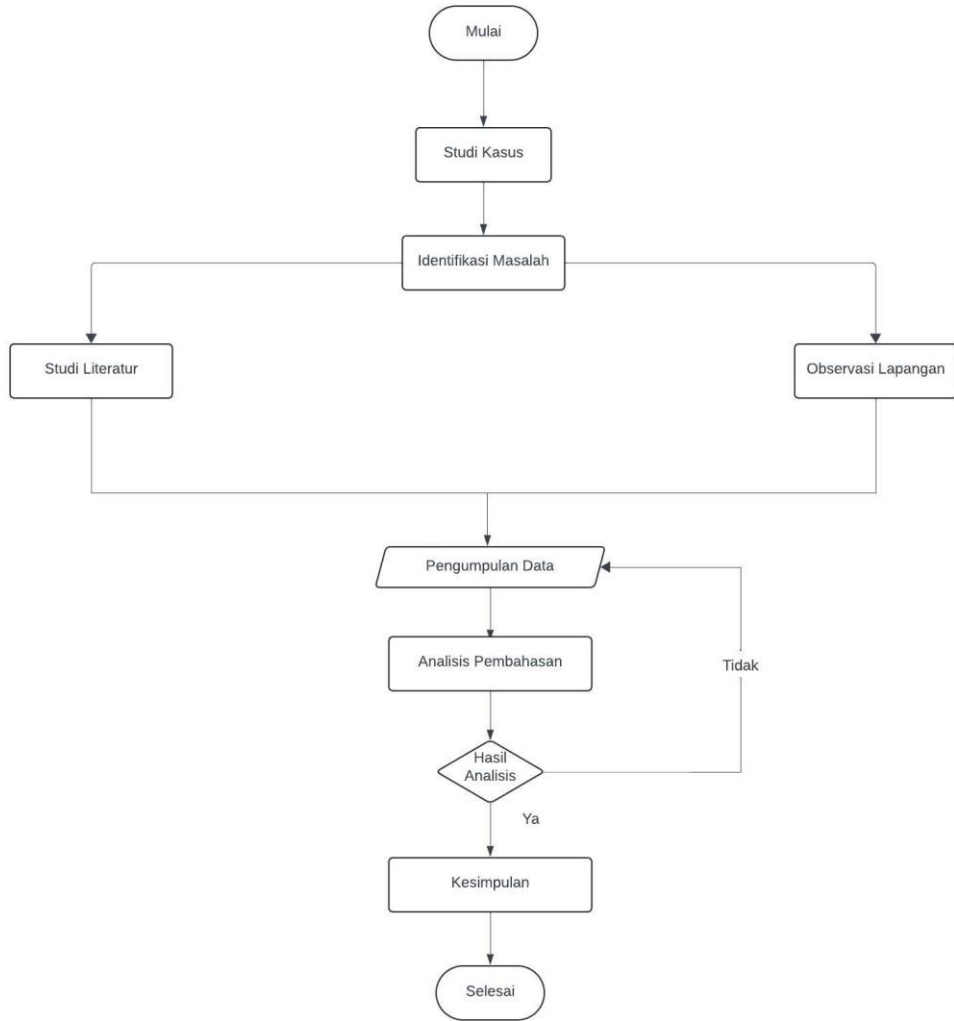 Mulai
Studi Kasus
Identifikasi Masalah
Studi Literatur
Observasi Lapangan
Pengumpulan Data
Analisis Pembahasan
Tidak
Hasil
Analisis
Ya
Kesimpulan
Selesai